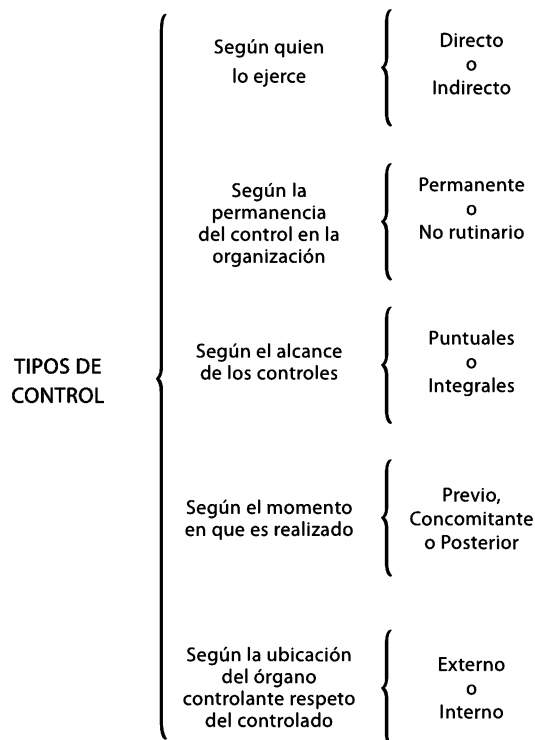 TIPOS DE
CONTROL
Según quien
lo ejerce
Directo
o
Indirecto
Según la
permanencia
del control en la
organización
Permanente
o
No rutinario
Según el alcance
de los controles
Puntuales
o
Integrales
Según el momento
en que es realizado
Previo,
Concomitante
o Posterior
Según la ubicación
del órgano
controlante respeto
del controlado
Externo
o
Interno